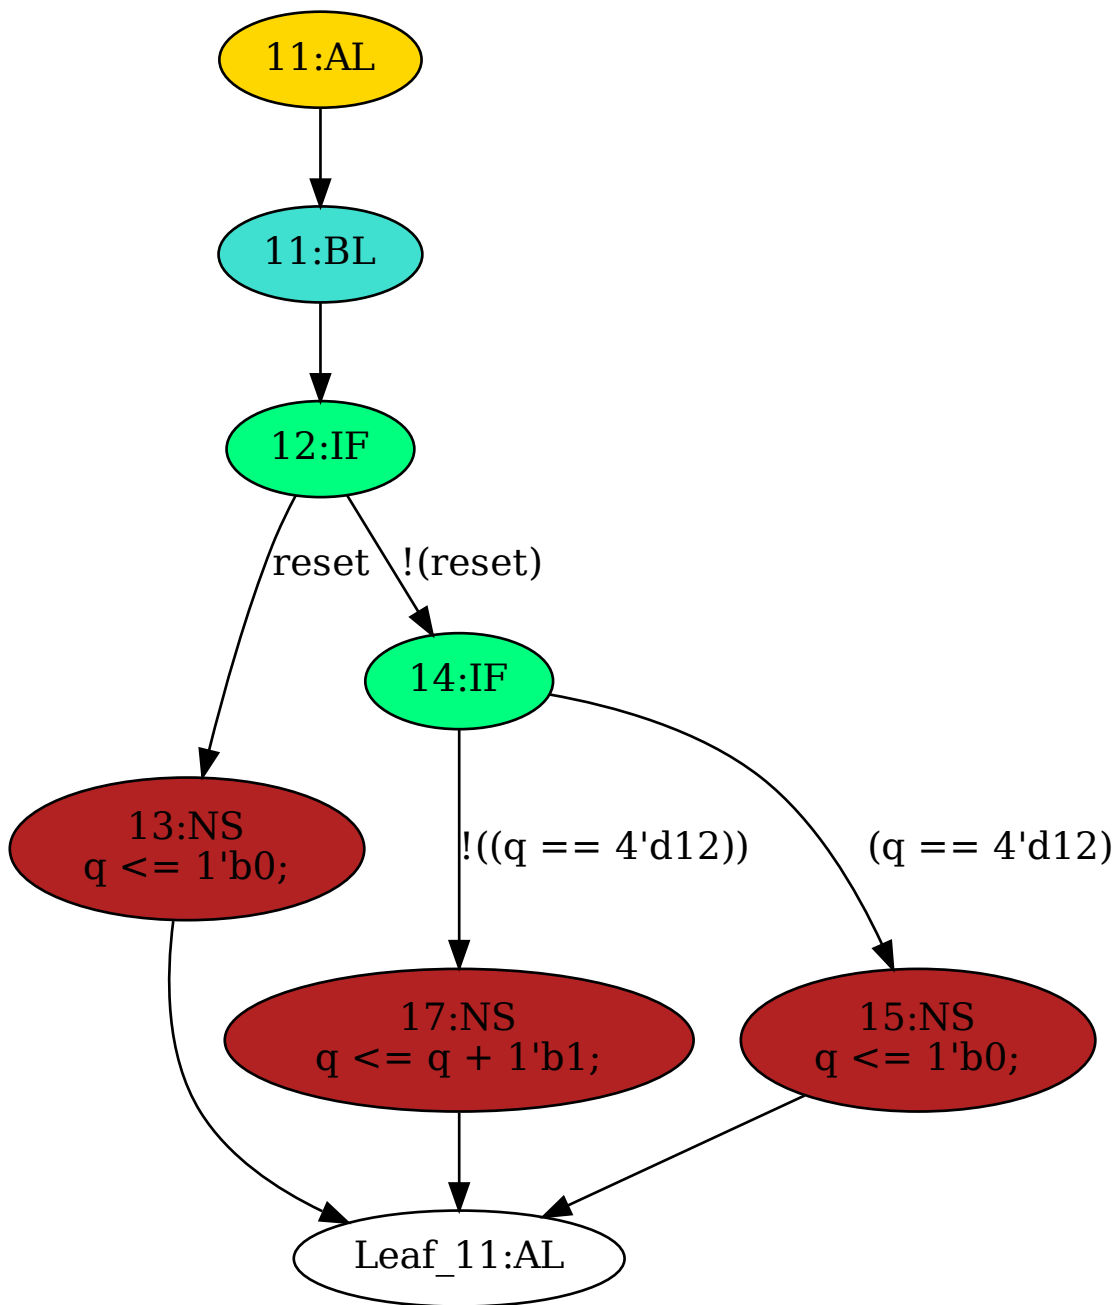 11:AL
11:BL
12:IF
reset
!(reset)
14:IF
13:NS
q <= 1'b0;
!((q == 4'd12))
(q == 4'd12)
17:NS
q <= q + 1'b1;
15:NS
q <= 1'b0;
Leaf_11:AL